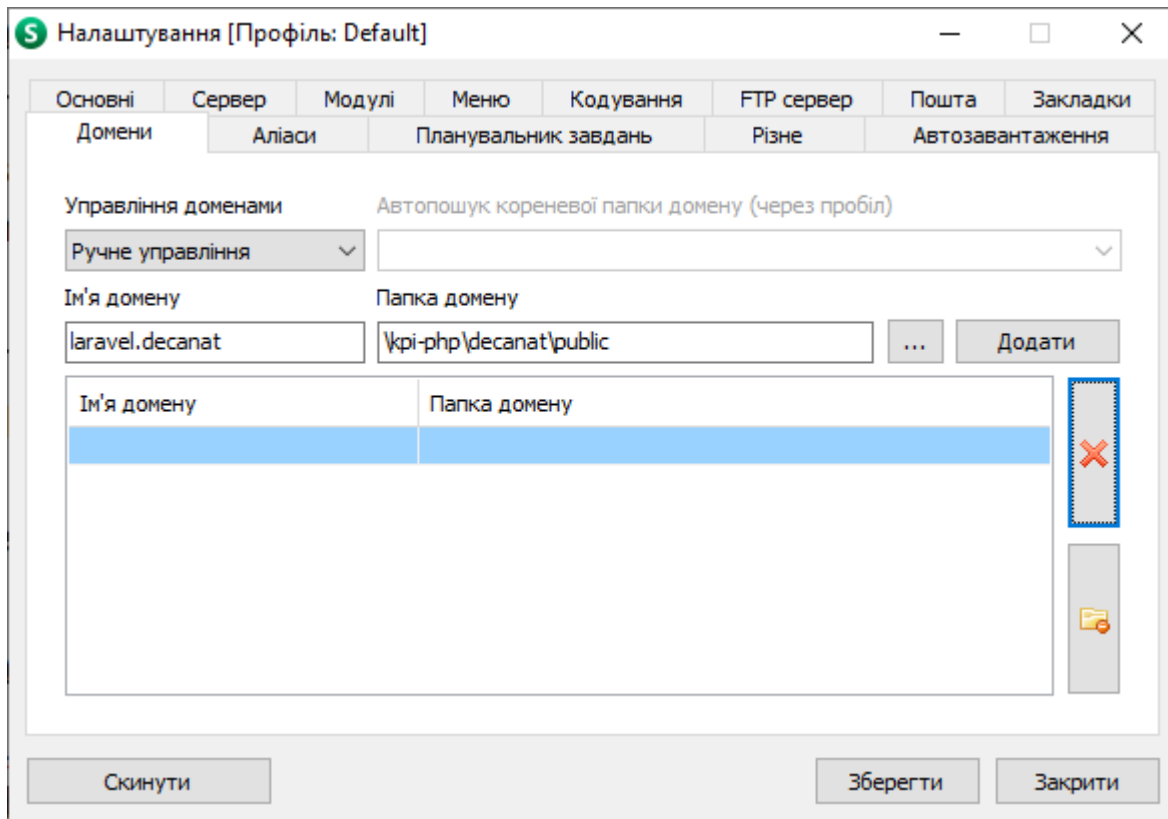 S Налаштування [Профіль: Default]
Основні Сервер Модулі Меню Кодування FTP сервер Пошта Закладки
Домени Аліаси Планувальник завдань Різне Автозавантаження
Управління доменами Автопошук кореневої папки домену (через пробіл)
Ручне управління
Ім'я домену Папка домену
laravel.decanat \kpi-php\decanat\public ... Додати
Ім'я домену Папка домену
Скинути Зберегти Закрити